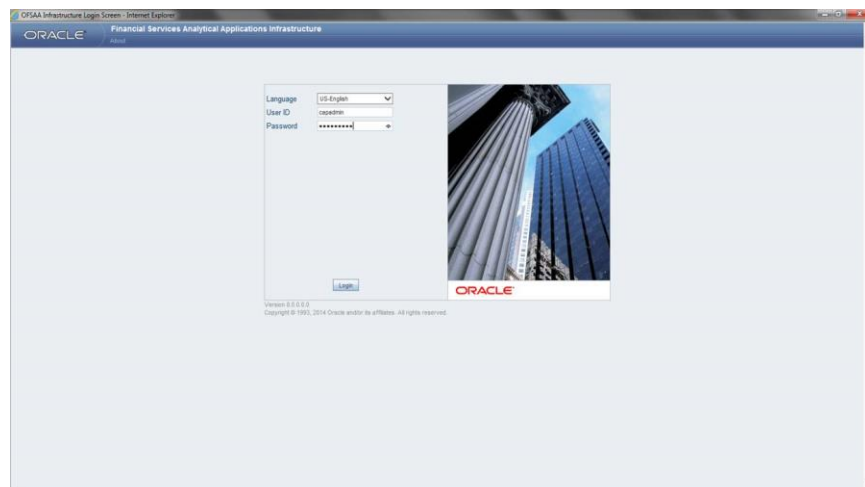 OFSAA Infrastructure Login Screen - Internet Explorer
ORACLE
Financial Services Analytical Applications Infrastructure
About
Language US-English
User ID capadmin
Password •••••••••
Login
ORACLE
Version 8.0.0.0.0
Copyright © 1993, 2014 Oracle and/or its affiliates. All rights reserved.